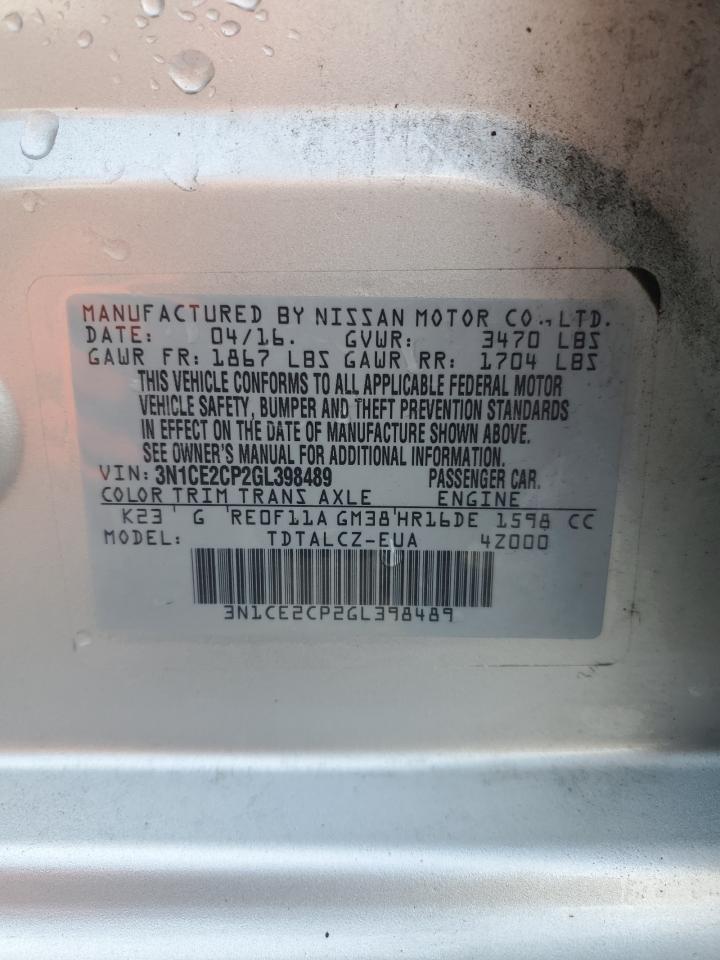 MANUFACTURED BY NISSAN MOTOR CO., LTD.
DATE: 04/16. GVWR: 3470 LBS
GAWR FR: 1867 LBS GAWR RR: 1704 LBS
THIS VEHICLE CONFORMS TO ALL APPLICABLE FEDERAL MOTOR
VEHICLE SAFETY, BUMPER AND THEFT PREVENTION STANDARDS
IN EFFECT ON THE DATE OF MANUFACTURE SHOWN ABOVE.
SEE OWNER'S MANUAL FOR ADDITIONAL INFORMATION.
VIN: 3N1CE2CP2GL398489 PASSENGER CAR.
COLOR TRIM TRANS AXLE ENGINE
K23 G RE0F11A GM38 HR16DE 1598 CC
MODEL: TDTALCZ-EUA 4Z000
3N1CE2CP2GL398489